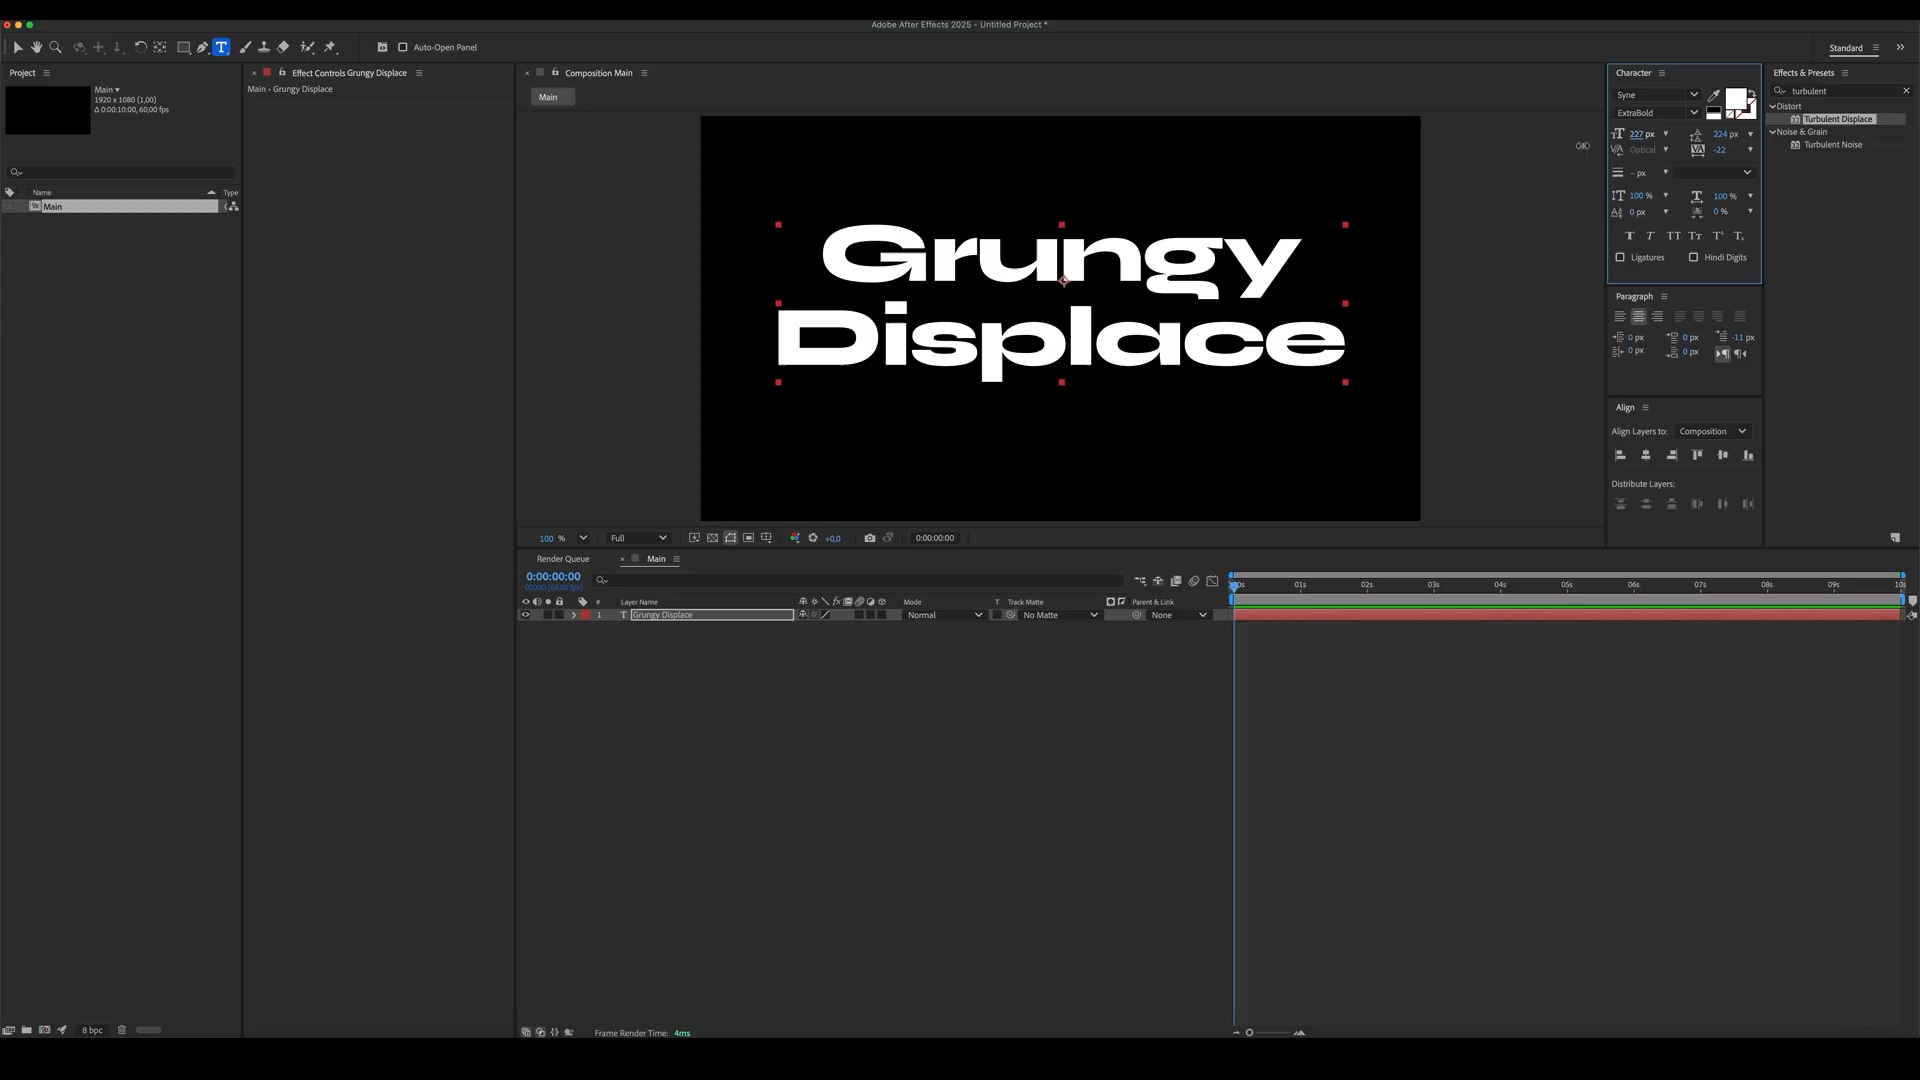 Adobe After Effects 2025 - Untitled Project *
Auto-Open Panel
Standard
Project
Main
1920 x 1080 (1,00)
Δ 0:00:10:00, 60,00 fps
Name
Type
Main
Effect Controls Grungy Displace
Main • Grungy Displace
Composition Main
Main
Grungy
Displace
100 %
Full
+0,0
0:00:00:00
Character
Syne
ExtraBold
227 px
224 px
Optical
-22
- px
100 %
100 %
0 px
0 %
Ligatures
Hindi Digits
Paragraph
0 px
0 px
-11 px
0 px
0 px
Align
Align Layers to:
Composition
Distribute Layers:
Effects & Presets
turbulent
Distort
Turbulent Displace
Noise & Grain
Turbulent Noise
Render Queue
Main
0:00:00:00
00000 (60.00 fps)
01s
02s
03s
04s
05s
06s
07s
08s
09s
10s
#
Layer Name
Mode
T
Track Matte
Parent & Link
1
T
Grungy Displace
Normal
No Matte
None
8 bpc
Frame Render Time: 4ms